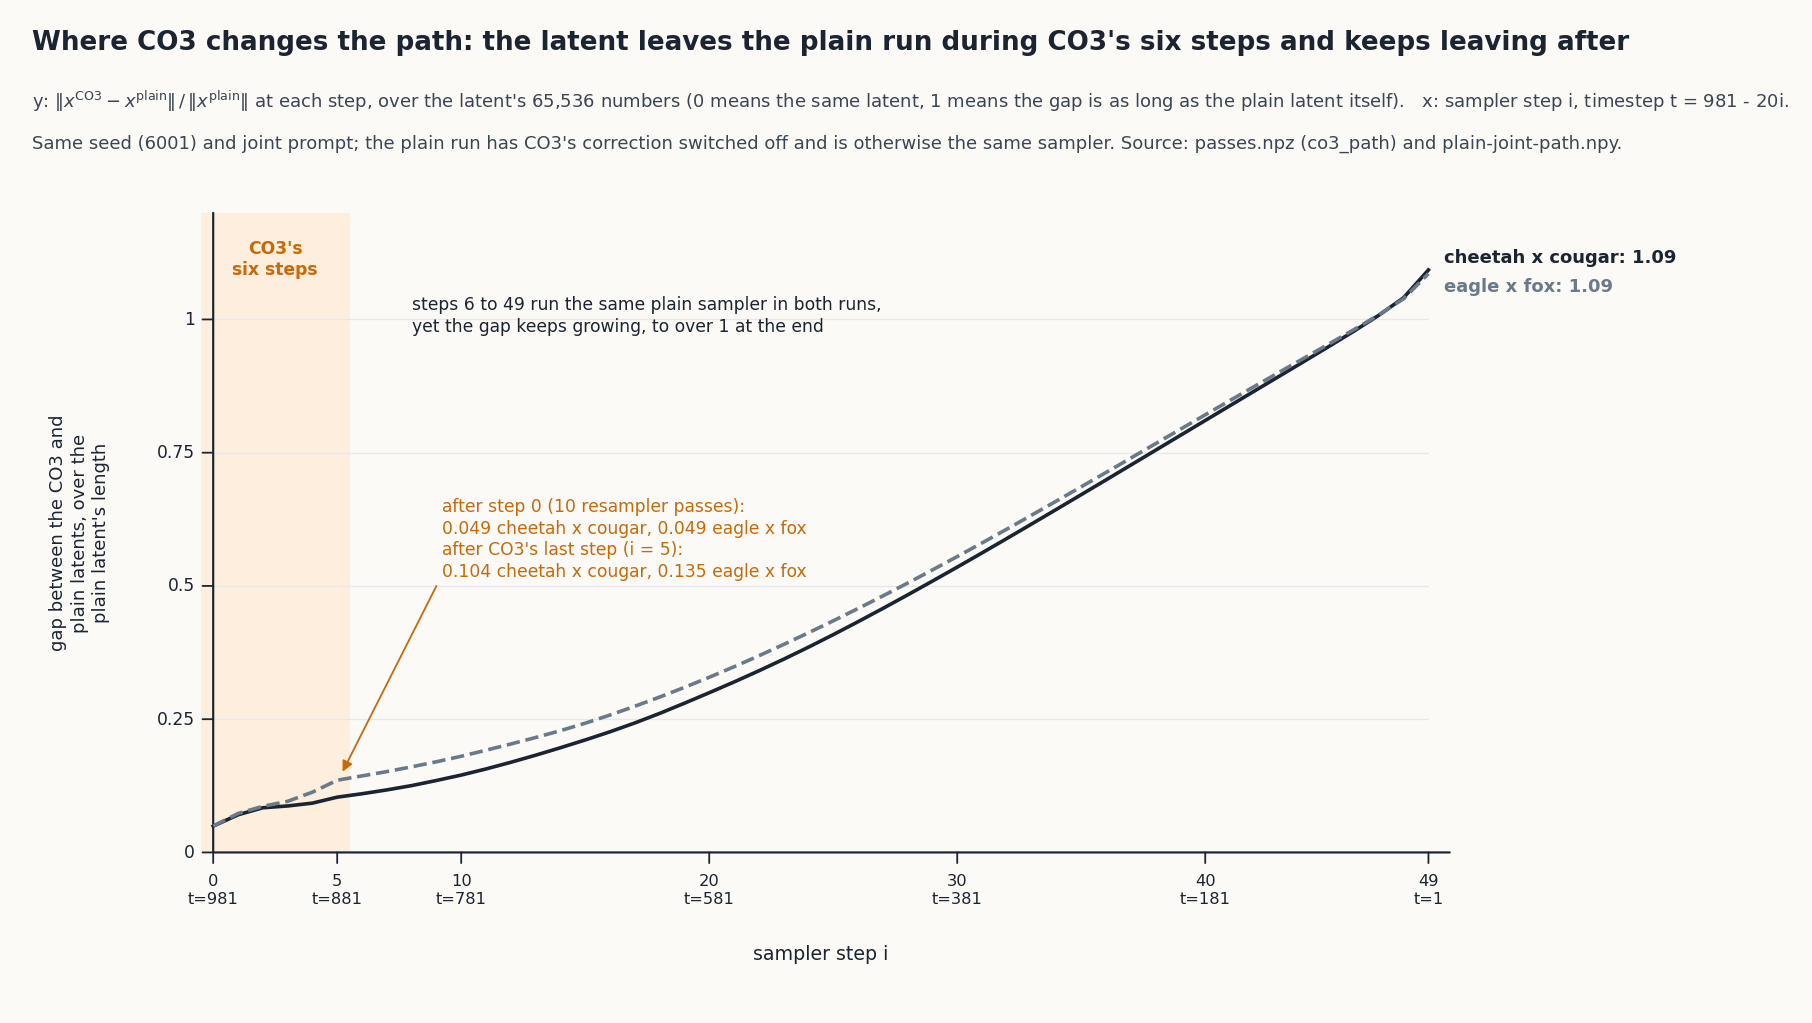 Where CO3 changes the path: the latent leaves the plain run during CO3's six steps and keeps leaving after
y: ‖x^CO3 − x^plain‖ / ‖x^plain‖ at each step, over the latent's 65,536 numbers (0 means the same latent, 1 means the gap is as long as the plain latent itself). x: sampler step i, timestep t = 981 - 20i.
Same seed (6001) and joint prompt; the plain run has CO3's correction switched off and is otherwise the same sampler. Source: passes.npz (co3_path) and plain-joint-path.npy.
CO3's
six steps
cheetah x cougar: 1.09
eagle x fox: 1.09
steps 6 to 49 run the same plain sampler in both runs,
yet the gap keeps growing, to over 1 at the end
after step 0 (10 resampler passes):
0.049 cheetah x cougar, 0.049 eagle x fox
after CO3's last step (i = 5):
0.104 cheetah x cougar, 0.135 eagle x fox
gap between the CO3 and
plain latents, over the
plain latent's length
1
0.75
0.5
0.25
0
0 5 10 20 30 40 49
t=981 t=881 t=781 t=581 t=381 t=181 t=1
sampler step i